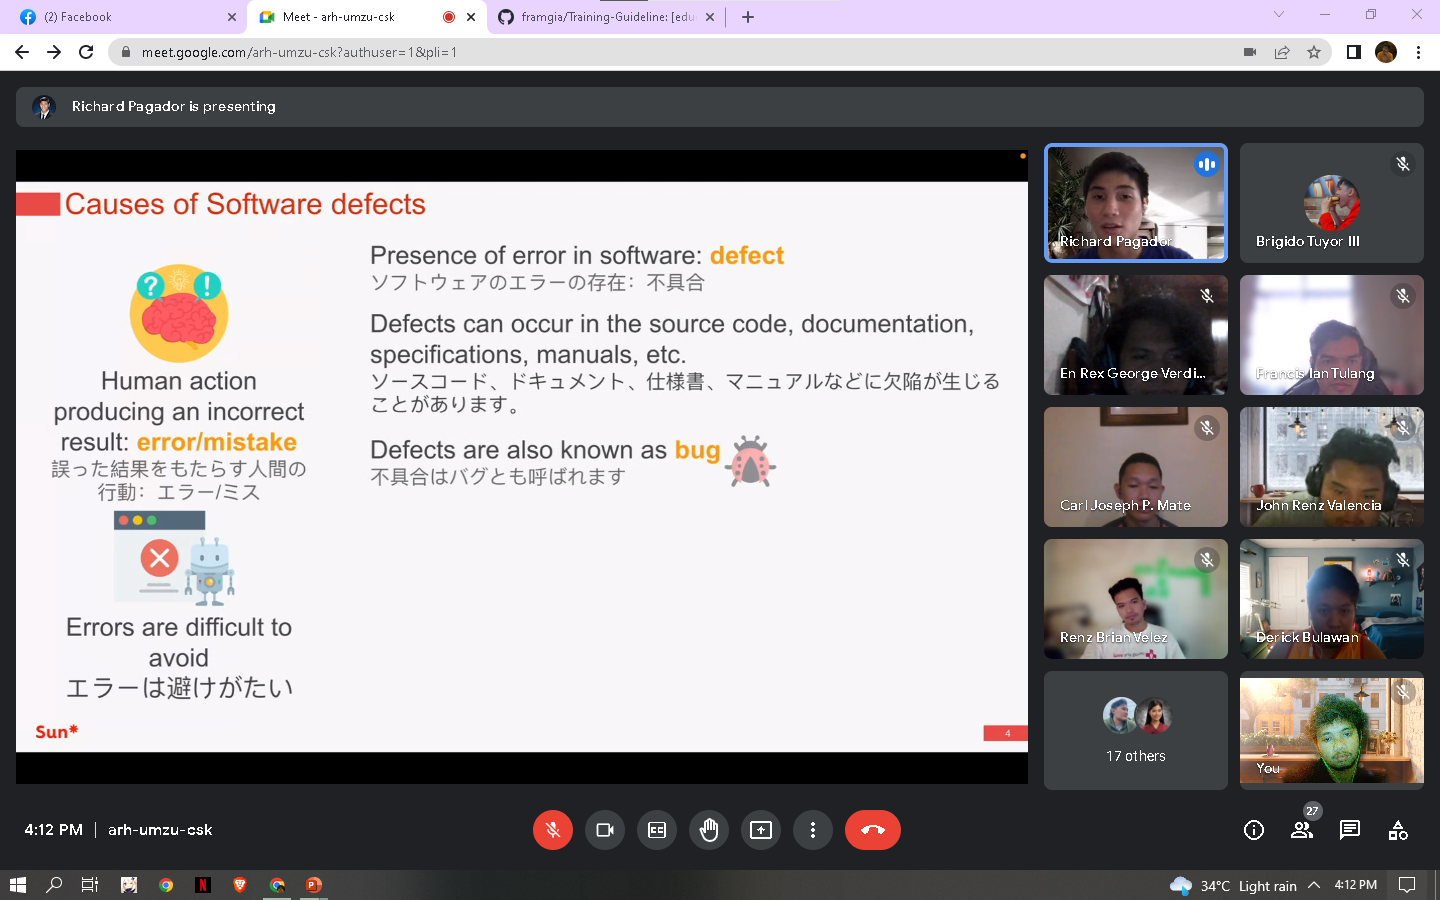 (2) Facebook
Meet - arh-umzu-csk
framgia/Training-Guideline: [edu
meet.google.com/arh-umzu-csk?authuser=1&pli=1
Richard Pagador is presenting
Causes of Software defects
Human action
producing an incorrect
result: error/mistake
誤った結果をもたらす人間の
行動：エラー/ミス
Errors are difficult to
avoid
エラーは避けがたい
Presence of error in software: defect
ソフトウェアのエラーの存在：不具合
Defects can occur in the source code, documentation,
specifications, manuals, etc.
ソースコード、ドキュメント、仕様書、マニュアルなどに欠陥が生じる
ことがあります。
Defects are also known as bug
不具合はバグとも呼ばれます
Sun*
4
Richard Pagador
Brigido Tuyor III
En Rex George Verdi...
Francis Ian Tulang
Carl Joseph P. Mate
John Renz Valencia
Renz Brian Velez
Derick Bulawan
17 others
You
4:12 PM | arh-umzu-csk
27
34°C Light rain
4:12 PM